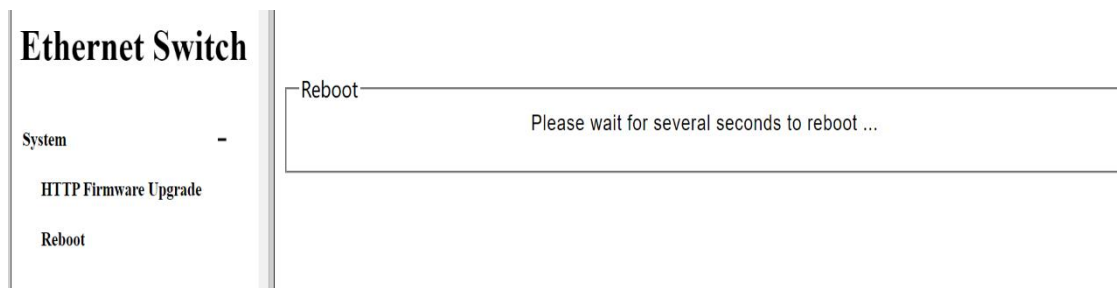 Ethernet Switch
System –
HTTP Firmware Upgrade
Reboot
Reboot
Please wait for several seconds to reboot ...